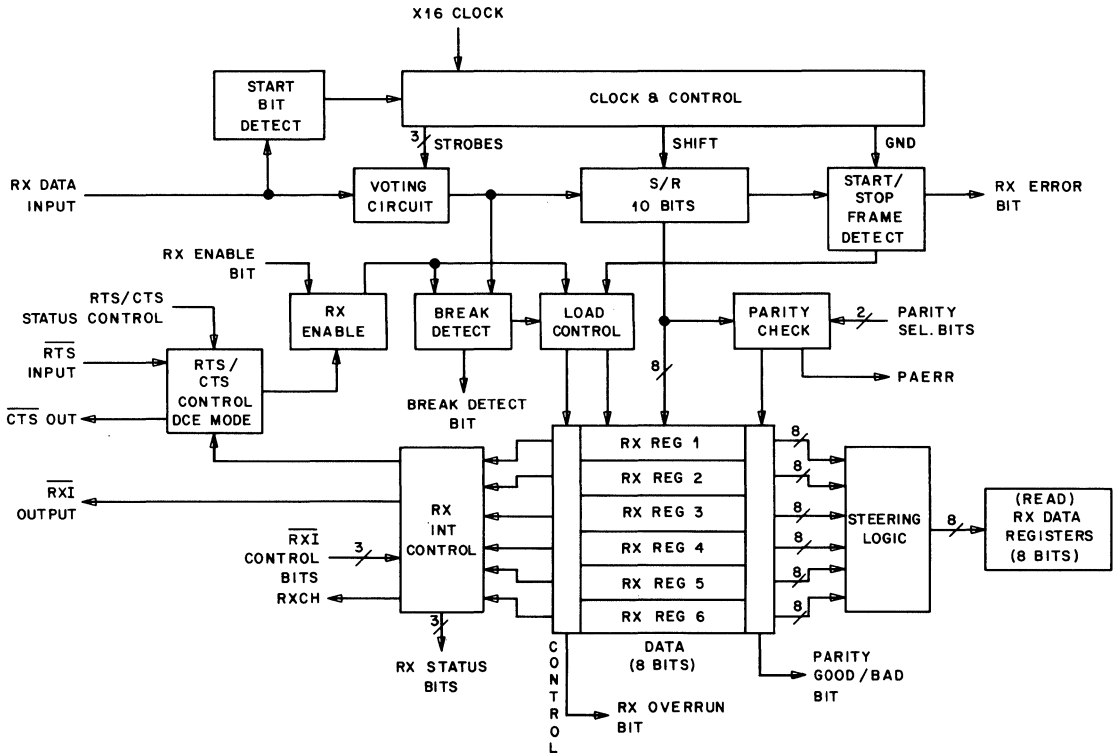 X16 CLOCK
START
BIT
DETECT
CLOCK & CONTROL
3
STROBES
SHIFT
GND
RX DATA
INPUT
VOTING
CIRCUIT
S/R
10 BITS
START/
STOP
FRAME
DETECT
RX ERROR
BIT
RX ENABLE
BIT
RTS/CTS
STATUS CONTROL
RX
ENABLE
BREAK
DETECT
LOAD
CONTROL
PARITY
CHECK
2
PARITY
SEL. BITS
RTS
INPUT
RTS/
CTS
CONTROL
DCE MODE
CTS OUT
BREAK DETECT
BIT
8
PAERR
RX REG 1
RX REG 2
RX REG 3
RX REG 4
RX REG 5
RX REG 6
8
8
8
8
8
8
RXI
OUTPUT
RX
INT
CONTROL
STEERING
LOGIC
8
(READ)
RX DATA
REGISTERS
(8 BITS)
RXI
CONTROL
BITS
3
RXCH
3
RX STATUS
BITS
CONTROL
DATA
(8 BITS)
PARITY
GOOD/BAD
BIT
RX OVERRUN
BIT